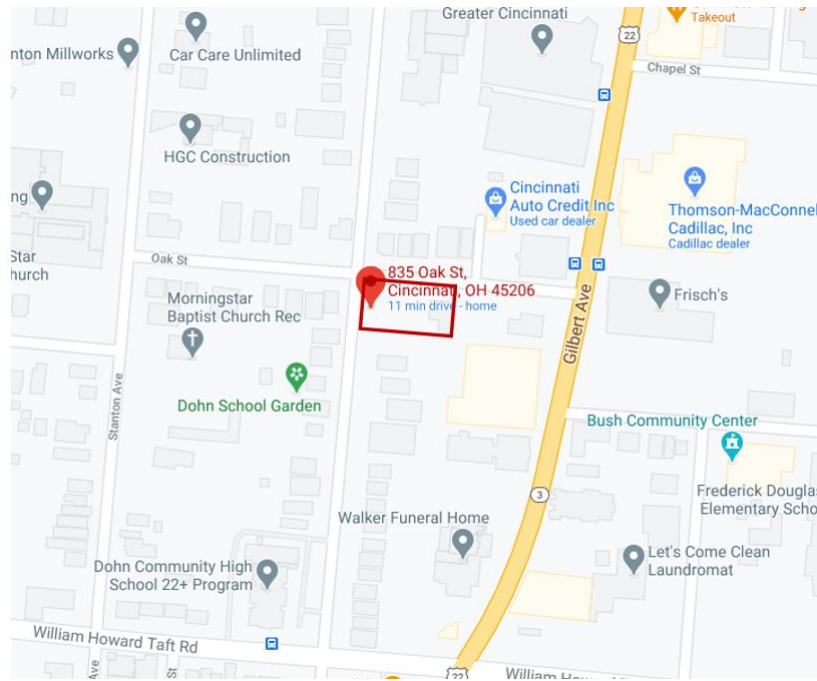 Greater Cincinnati
Takeout
22
nton Millworks
Car Care Unlimited
Chapel St
HGC Construction
ng
Cincinnati
Auto Credit Inc
Used car dealer
Thomson-MacConnel
Cadillac, Inc
Cadillac dealer
Star
hurch
Oak St
835 Oak St,
Cincinnati, OH 45206
11 min drive - home
Morningstar
Baptist Church Rec
Frisch's
Gilbert Ave
Stanton Ave
Dohn School Garden
Bush Community Center
3
Frederick Douglas
Elementary Scho
Walker Funeral Home
Let's Come Clean
Laundromat
Dohn Community High
School 22+ Program
William Howard Taft Rd
Ave
St
22
William Howard